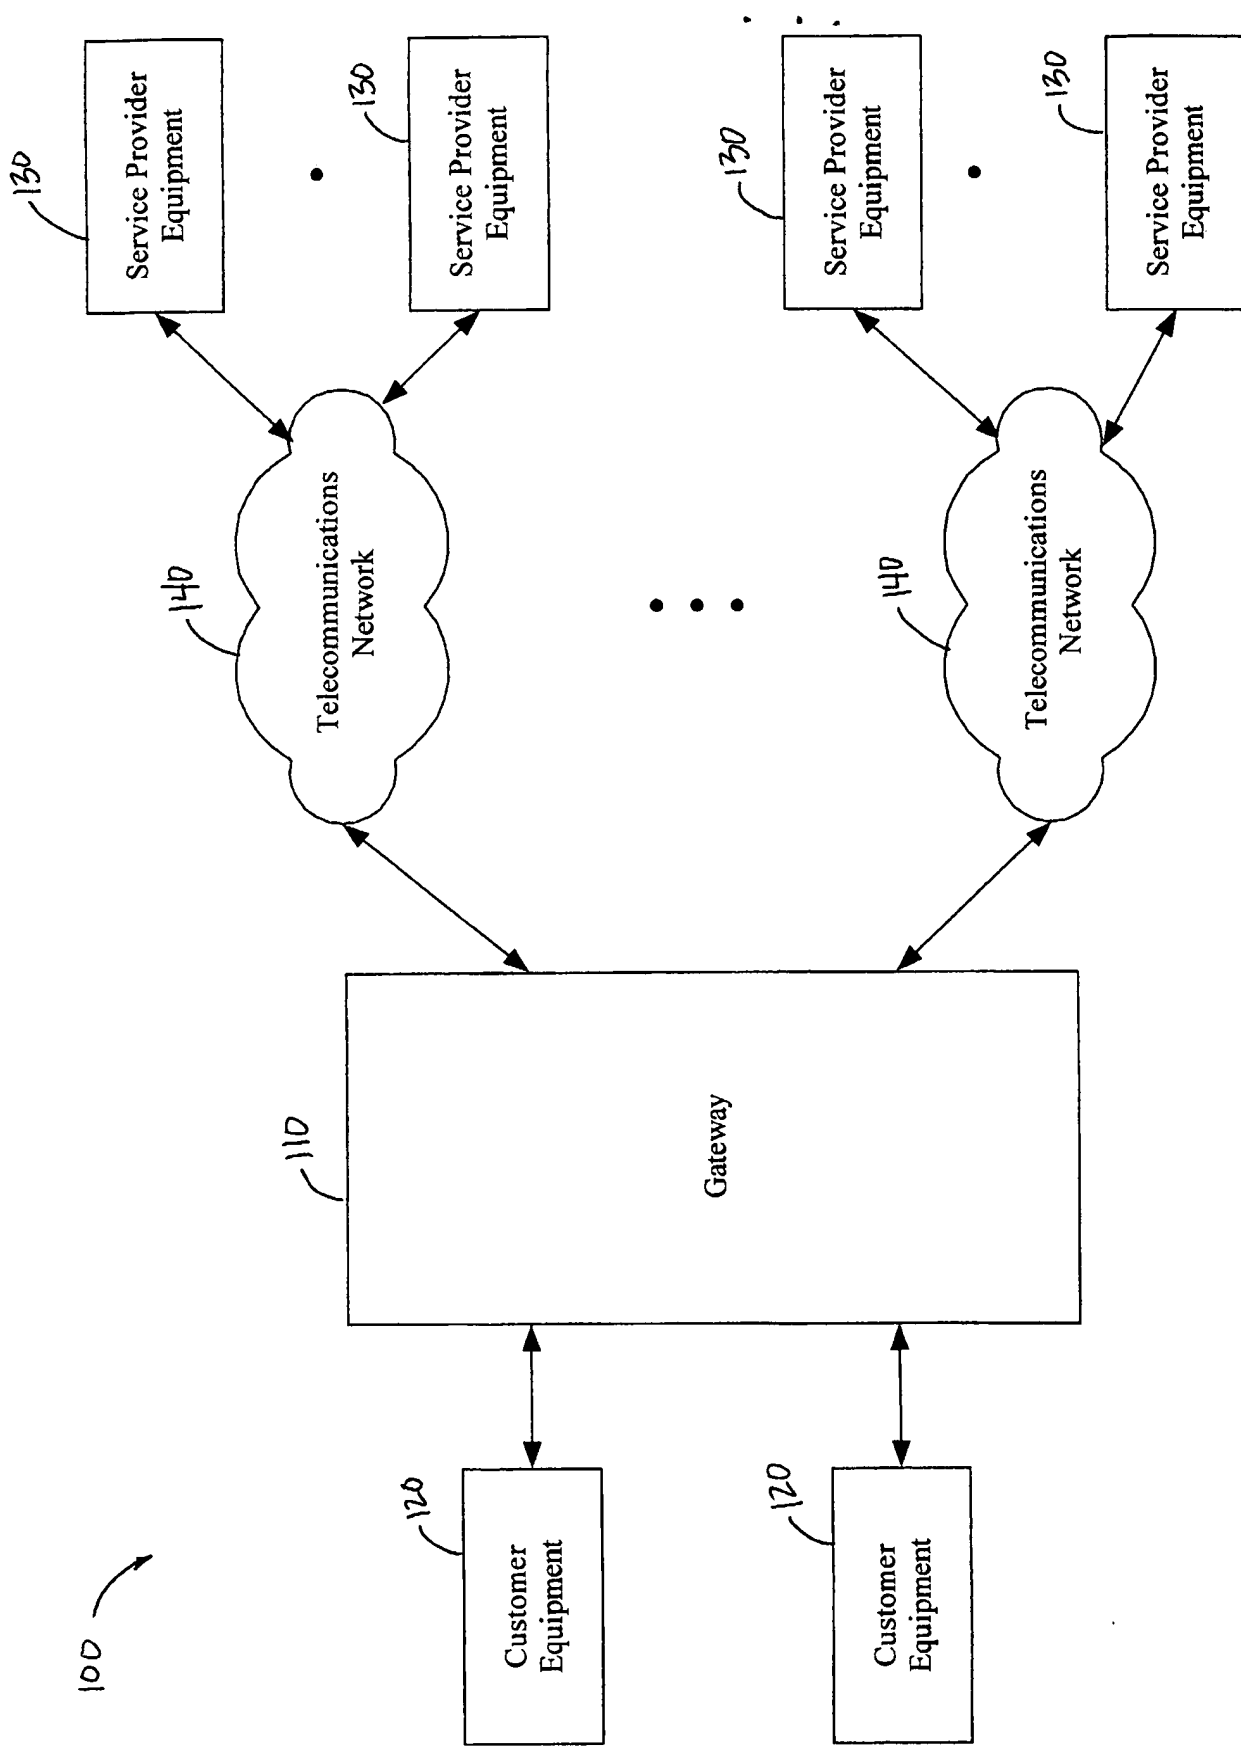 100
120
Customer
Equipment
120
Customer
Equipment
110
Gateway
140
Telecommunications
Network
140
Telecommunications
Network
130
Service Provider
Equipment
130
Service Provider
Equipment
130
Service Provider
Equipment
130
Service Provider
Equipment